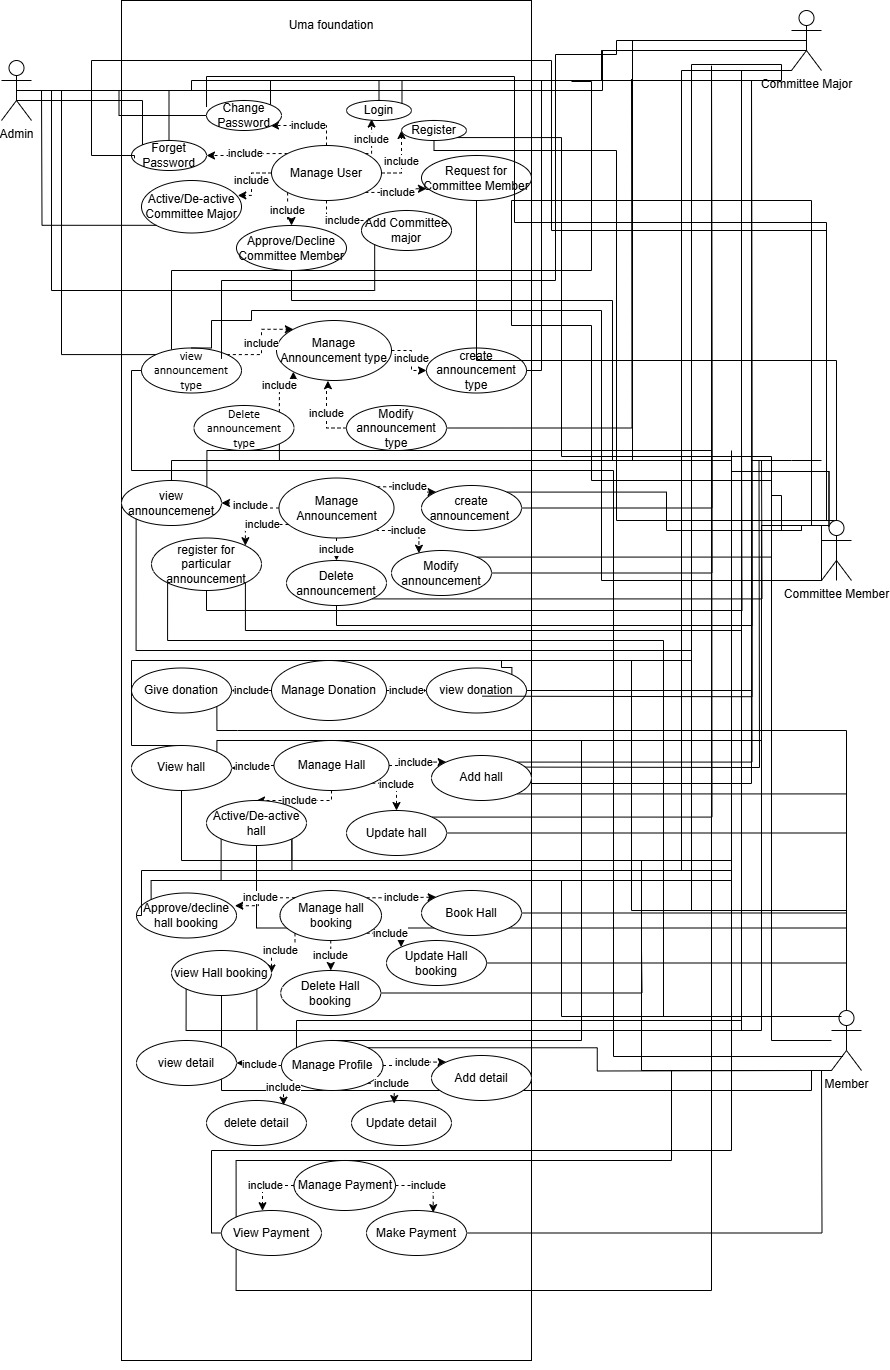 Uma foundation
Committee Major
Admin
Change
Password
Login
include
Register
include
Forget
Password
include
include
Manage User
Request for
Committee Member
include
include
Active/De-active
Committee Major
include
include
Add Committee
major
Approve/Decline
Committee Member
Manage
Announcement type
include
view
announcement
type
include
create
announcement
type
include
include
Delete
announcement
type
Modify
announcement
type
include
view
announcemenet
include
Manage
Announcement
create
announcement
include
include
register for
particular
announcement
include
Delete
announcement
Modify
announcement
Committee Member
Give donation
include
Manage Donation
include
view donation
View hall
include
Manage Hall
include
Add hall
include
include
Active/De-active
hall
Update hall
include
include
Approve/decline
hall booking
Manage hall
booking
Book Hall
include
include
include
view Hall booking
Update Hall
booking
Delete Hall
booking
view detail
include
Manage Profile
include
Add detail
include
include
Member
delete detail
Update detail
include
Manage Payment
include
View Payment
Make Payment